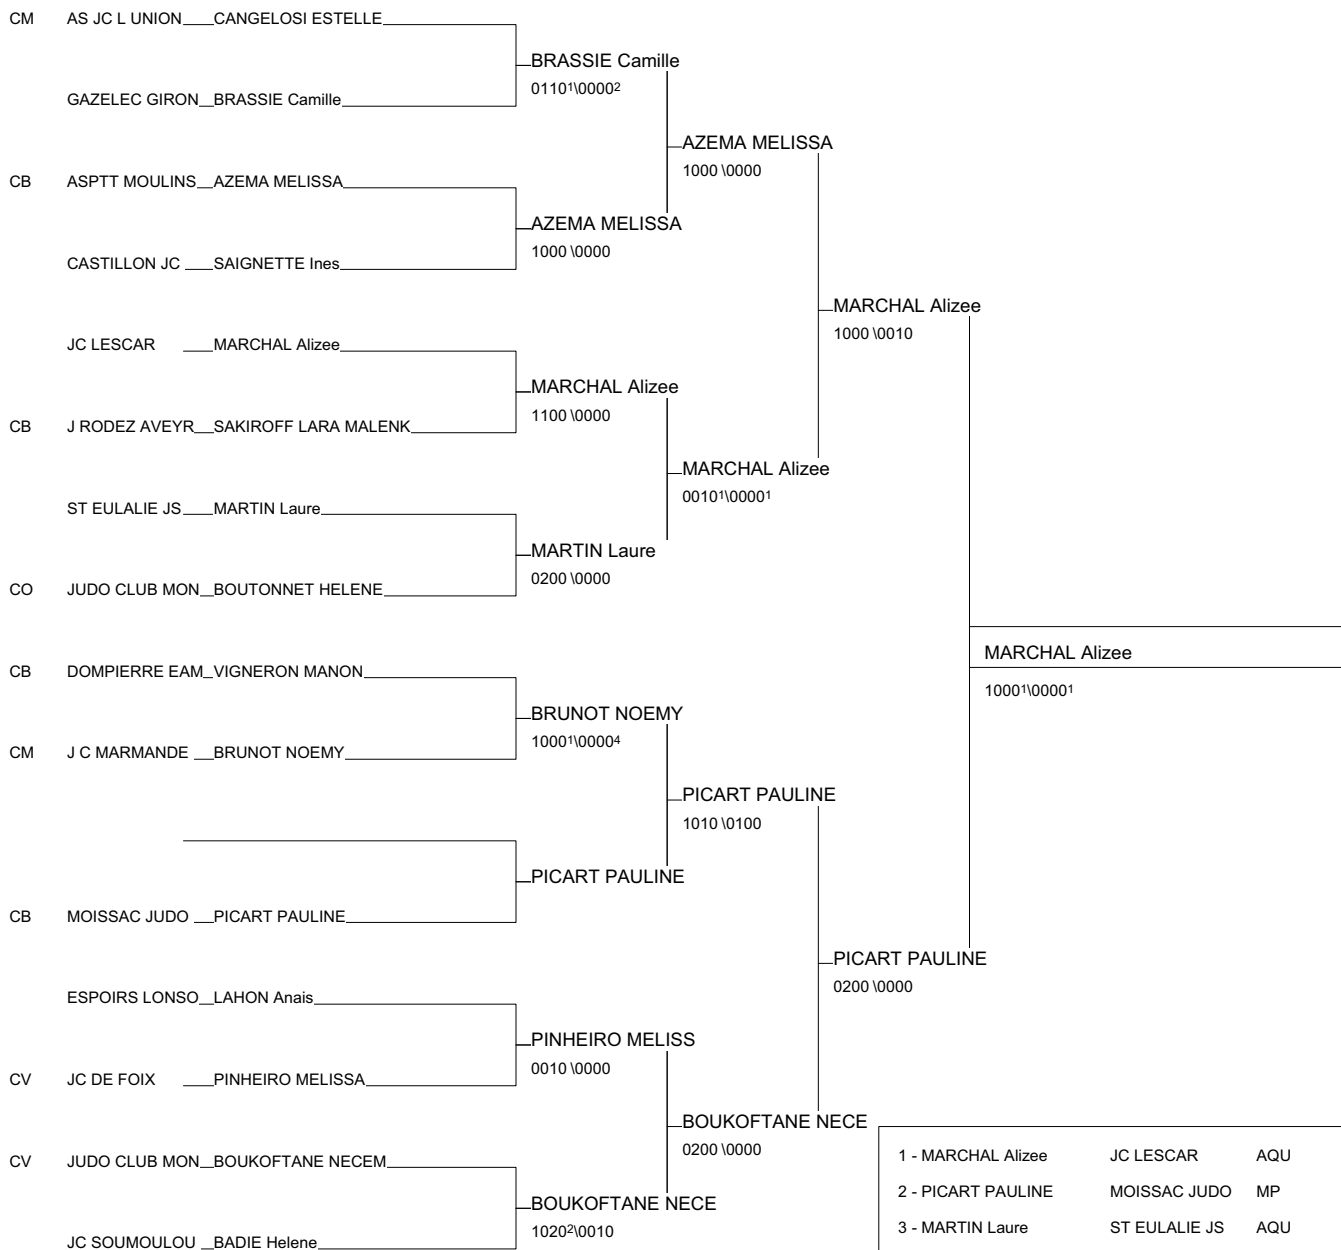 CM AS JC L UNION CANGELOSI ESTELLE
BRASSIE Camille
0110¹\0000²
GAZELEC GIRON BRASSIE Camille
AZEMA MELISSA
1000 \0000
CB ASPTT MOULINS AZEMA MELISSA
AZEMA MELISSA
1000 \0000
CASTILLON JC SAIGNETTE Ines
MARCHAL Alizee
1000 \0010
JC LESCAR MARCHAL Alizee
MARCHAL Alizee
1100 \0000
CB J RODEZ AVEYR SAKIROFF LARA MALENK
MARCHAL Alizee
0010¹\0000¹
ST EULALIE JS MARTIN Laure
MARTIN Laure
0200 \0000
CO JUDO CLUB MON BOUTONNET HELENE
MARCHAL Alizee
1000¹\0000¹
CB DOMPIERRE EAM VIGNERON MANON
BRUNOT NOEMY
1000¹\0000⁴
CM J C MARMANDE BRUNOT NOEMY
PICART PAULINE
1010 \0100
PICART PAULINE
CB MOISSAC JUDO PICART PAULINE
PICART PAULINE
0200 \0000
ESPOIRS LONSO LAHON Anais
PINHEIRO MELISS
0010 \0000
CV JC DE FOIX PINHEIRO MELISSA
BOUKOFTANE NECE
0200 \0000
CV JUDO CLUB MON BOUKOFTANE NECEM
BOUKOFTANE NECE
1020²\0010
JC SOUMOULOU BADIE Helene
1 - MARCHAL Alizee JC LESCAR AQU
2 - PICART PAULINE MOISSAC JUDO MP
3 - MARTIN Laure ST EULALIE JS AQU